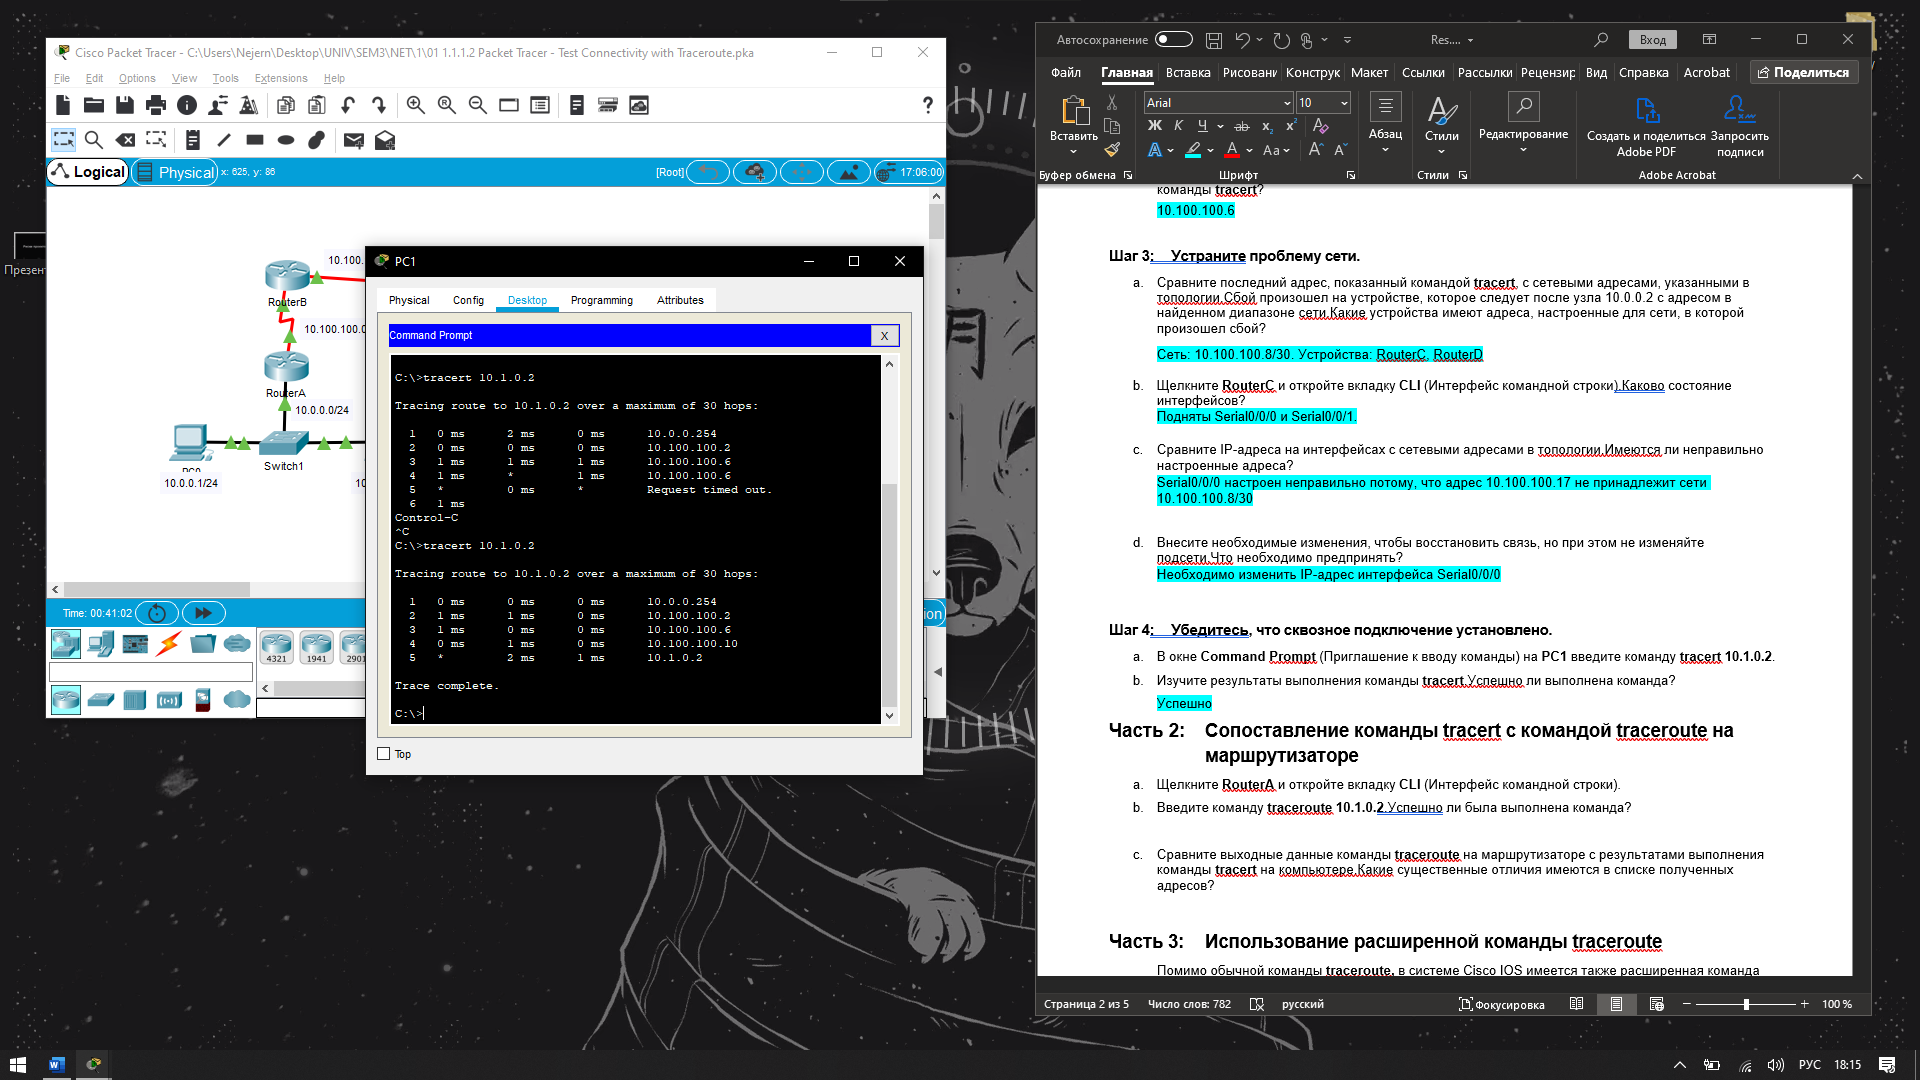 Cisco Packet Tracer - C:\Users\Nejern\Desktop\UNIV\SEM3\NET\1\01 1.1.1.2 Packet Tracer - Test Connectivity with Traceroute.pka
File Edit Options View Tools Extensions Help
?
Logical
Physical
x: 625, y: 86
[Root]
17:06:00
Презент
10.100.
RouterB
10.100.100.0
RouterA
10.0.0.0/24
Switch1
PC0
10.0.0.1/24
10
Time: 00:41:02
ion
4321
1941
2901
PC1
Physical Config Desktop Programming Attributes
Command Prompt
X
C:\>tracert 10.1.0.2
Tracing route to 10.1.0.2 over a maximum of 30 hops:
1 0 ms 2 ms 0 ms 10.0.0.254
2 0 ms 0 ms 0 ms 10.100.100.2
3 1 ms 1 ms 1 ms 10.100.100.6
4 1 ms * 1 ms 10.100.100.6
5 * 0 ms * Request timed out.
6 1 ms
Control-C
^C
C:\>tracert 10.1.0.2
Tracing route to 10.1.0.2 over a maximum of 30 hops:
1 0 ms 0 ms 0 ms 10.0.0.254
2 1 ms 1 ms 0 ms 10.100.100.2
3 1 ms 0 ms 0 ms 10.100.100.6
4 0 ms 1 ms 0 ms 10.100.100.10
5 * 2 ms 1 ms 10.1.0.2
Trace complete.
C:\>
Top
Автосохранение
Res....
Вход
Файл Главная Вставка Рисовани Конструк Макет Ссылки Рассылки Рецензир Вид Справка Acrobat Поделиться
Вставить
Буфер обмена
Arial
10
Ж К Ч ab x₂ x²
А А Aa А А
Шрифт
Абзац
Стили
Стили
Редактирование
Создать и поделиться Adobe PDF
Запросить подписи
Adobe Acrobat
команды tracert?
10.100.100.6
Шаг 3: Устраните проблему сети.
a. Сравните последний адрес, показанный командой tracert, с сетевыми адресами, указанными в
топологии.Сбой произошел на устройстве, которое следует после узла 10.0.0.2 с адресом в
найденном диапазоне сети.Какие устройства имеют адреса, настроенные для сети, в которой
произошел сбой?
Сеть: 10.100.100.8/30. Устройства: RouterC, RouterD
b. Щелкните RouterC и откройте вкладку CLI (Интерфейс командной строки).Каково состояние
интерфейсов?
Подняты Serial0/0/0 и Serial0/0/1.
c. Сравните IP-адреса на интерфейсах с сетевыми адресами в топологии.Имеются ли неправильно
настроенные адреса?
Serial0/0/0 настроен неправильно потому, что адрес 10.100.100.17 не принадлежит сети
10.100.100.8/30
d. Внесите необходимые изменения, чтобы восстановить связь, но при этом не изменяйте
подсети.Что необходимо предпринять?
Необходимо изменить IP-адрес интерфейса Serial0/0/0
Шаг 4: Убедитесь, что сквозное подключение установлено.
a. В окне Command Prompt (Приглашение к вводу команды) на PC1 введите команду tracert 10.1.0.2.
b. Изучите результаты выполнения команды tracert.Успешно ли выполнена команда?
Успешно
Часть 2: Сопоставление команды tracert с командой traceroute на
маршрутизаторе
a. Щелкните RouterA и откройте вкладку CLI (Интерфейс командной строки).
b. Введите команду traceroute 10.1.0.2.Успешно ли была выполнена команда?
c. Сравните выходные данные команды traceroute на маршрутизаторе с результатами выполнения
команды tracert на компьютере.Какие существенные отличия имеются в списке полученных
адресов?
Часть 3: Использование расширенной команды traceroute
Помимо обычной команды traceroute, в системе Cisco IOS имеется также расширенная команда
Страница 2 из 5 Число слов: 782 русский Фокусировка 100 %
РУС 18:15